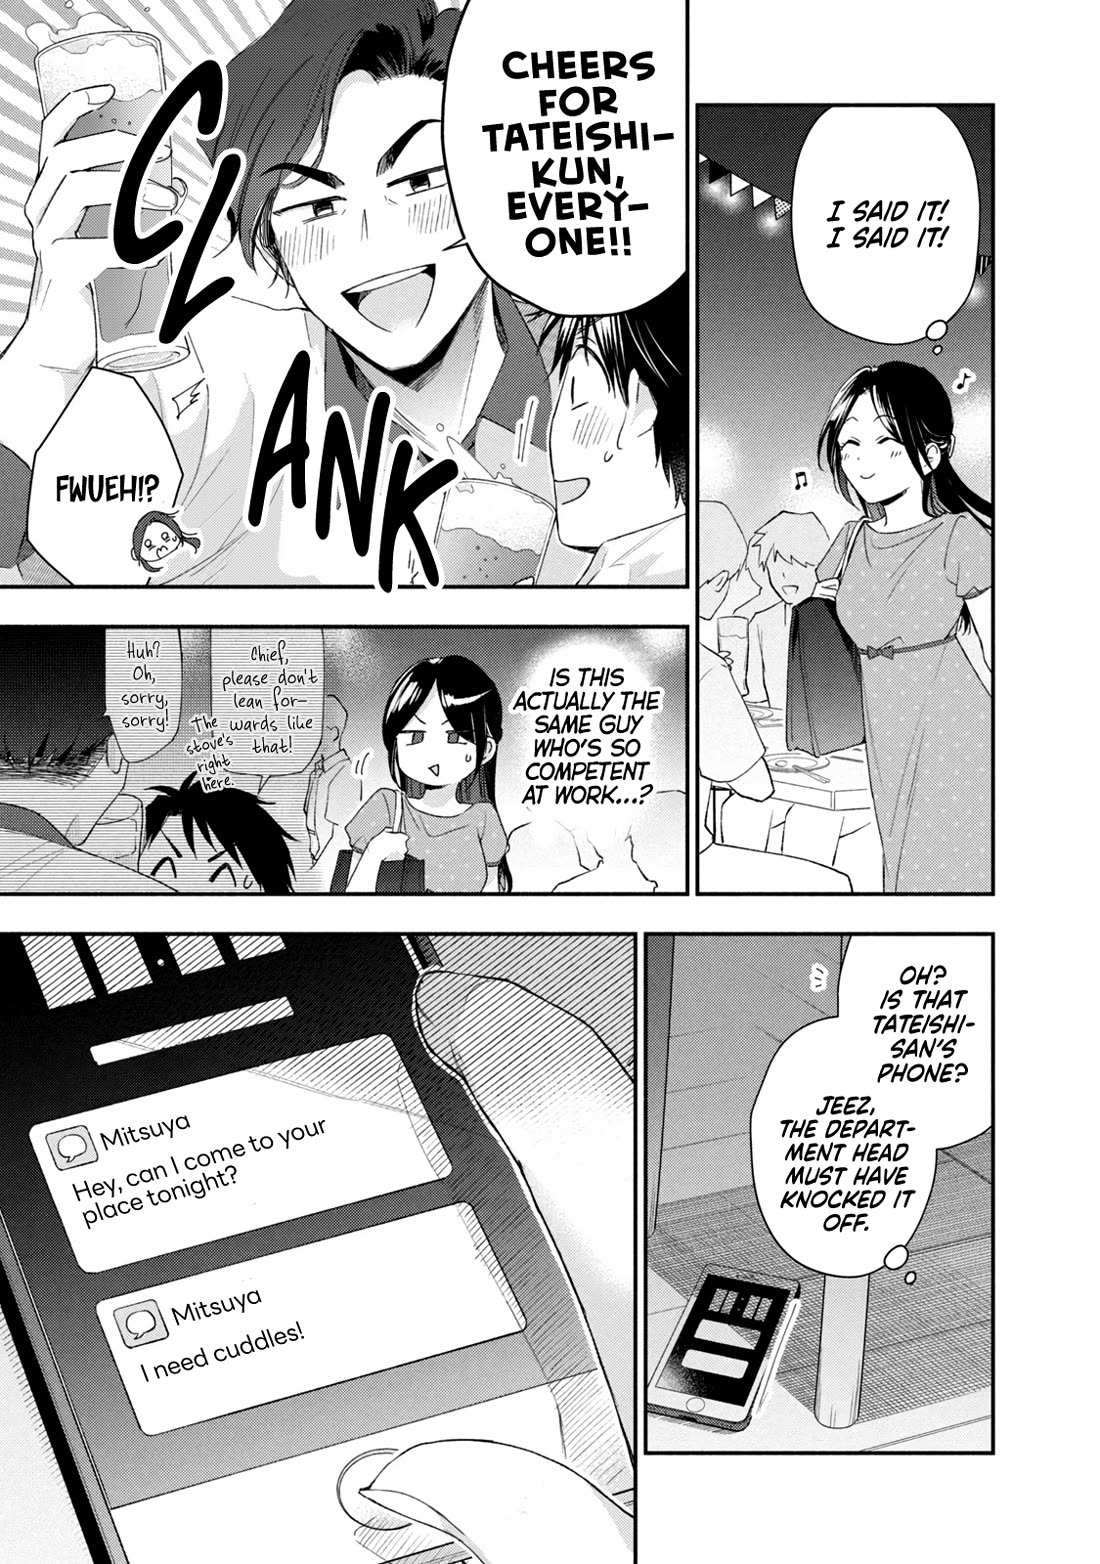 I SAID IT!
I SAID IT!
CHEERS
FOR
TATEISHI-
KUN,
EVERY-
ONE!!
CLANK
FWUEH!?
IS THIS
ACTUALLY THE
SAME GUY
WHO'S SO
COMPETENT
AT WORK...?
Chief,
please don't
lean for-
wards like
that!
The
stove's
right
here.
Huh?
Oh,
sorry,
sorry!
OH?
IS THAT
TATEISHI-
SAN'S
PHONE?
JEEZ,
THE DEPART-
MENT HEAD
MUST HAVE
KNOCKED IT
OFF.
Mitsuya
Hey, can I come to your
place tonight?
Mitsuya
I need cuddles!